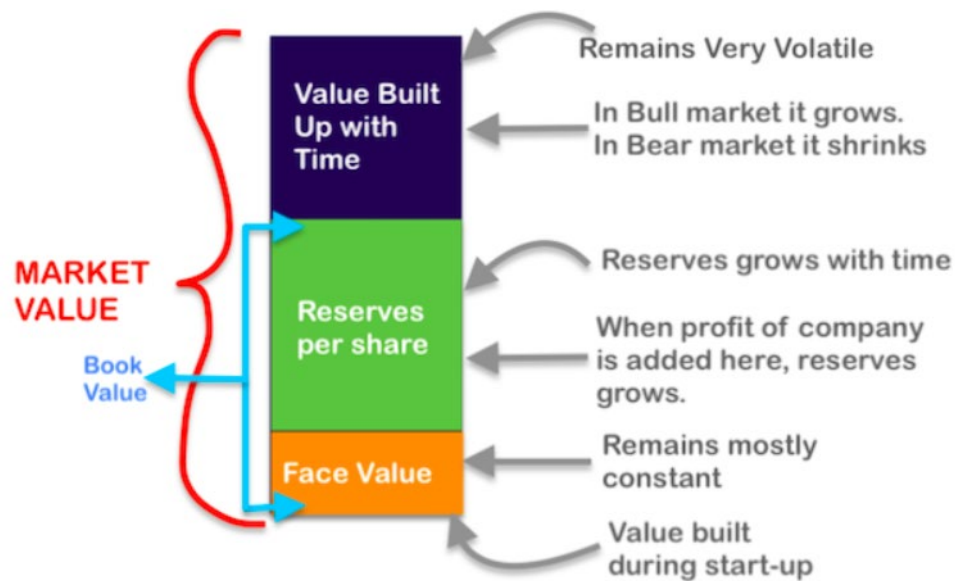 Remains Very Volatile
Value Built
Up with
Time
In Bull market it grows.
In Bear market it shrinks
MARKET
VALUE
Reserves grows with time
Reserves
per share
When profit of company
is added here, reserves
grows.
Book
Value
Face Value
Remains mostly
constant
Value built
during start-up